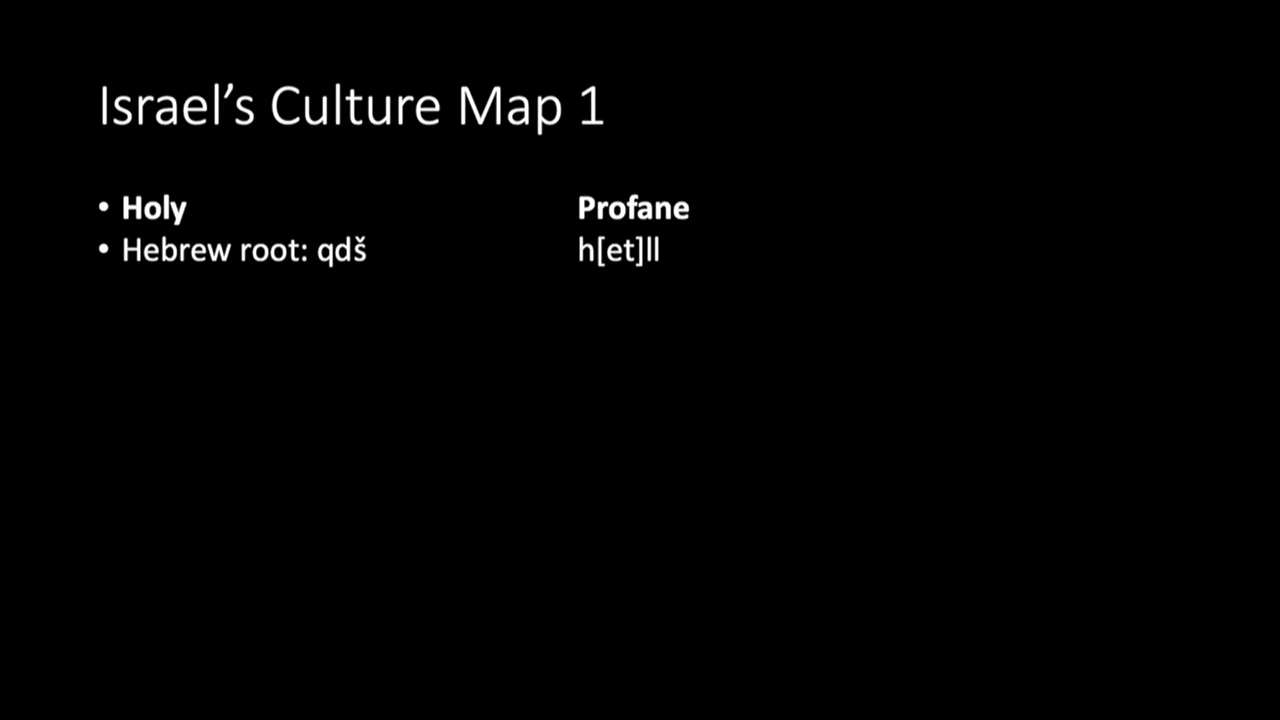 Israel’s Culture Map 1
• Holy Profane
• Hebrew root: qdš h[et]ll